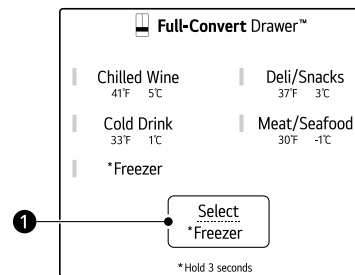 Full-Convert Drawer™
Chilled Wine Deli/Snacks
41°F 5°C 37°F 3°C
Cold Drink Meat/Seafood
33°F 1°C 30°F -1°C
*Freezer
1 Select
*Freezer
*Hold 3 seconds